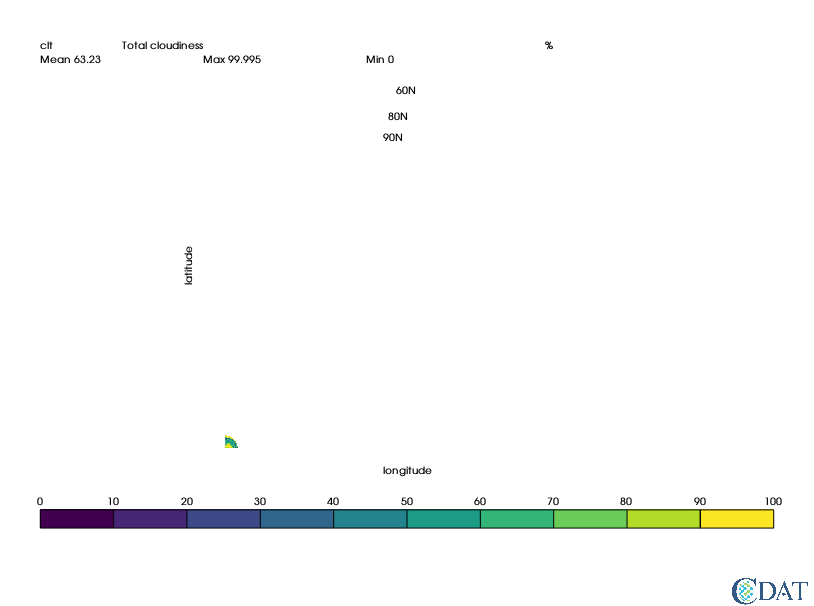 clt Total cloudiness %
Mean 63.23 Max 99.995 Min 0
60N
80N
90N
latitude
longitude
0 10 20 30 40 50 60 70 80 90 100
CDAT